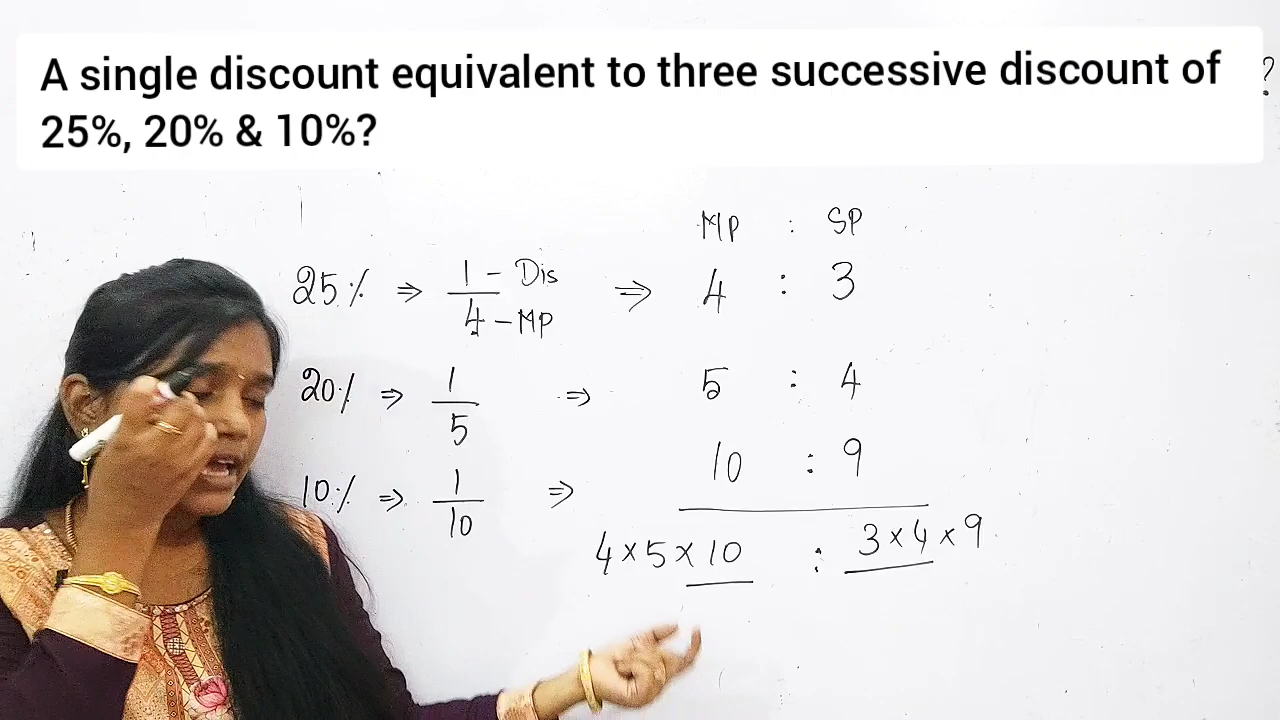 A single discount equivalent to three successive discount of
25%, 20% & 10%?
?
MP : SP
25% ⇒ 1/4 - Dis - MP ⇒ 4 : 3
20% ⇒ 1/5 ⇒ 5 : 4
10% ⇒ 1/10 ⇒ 10 : 9
4 × 5 × 10 : 3 × 4 × 9